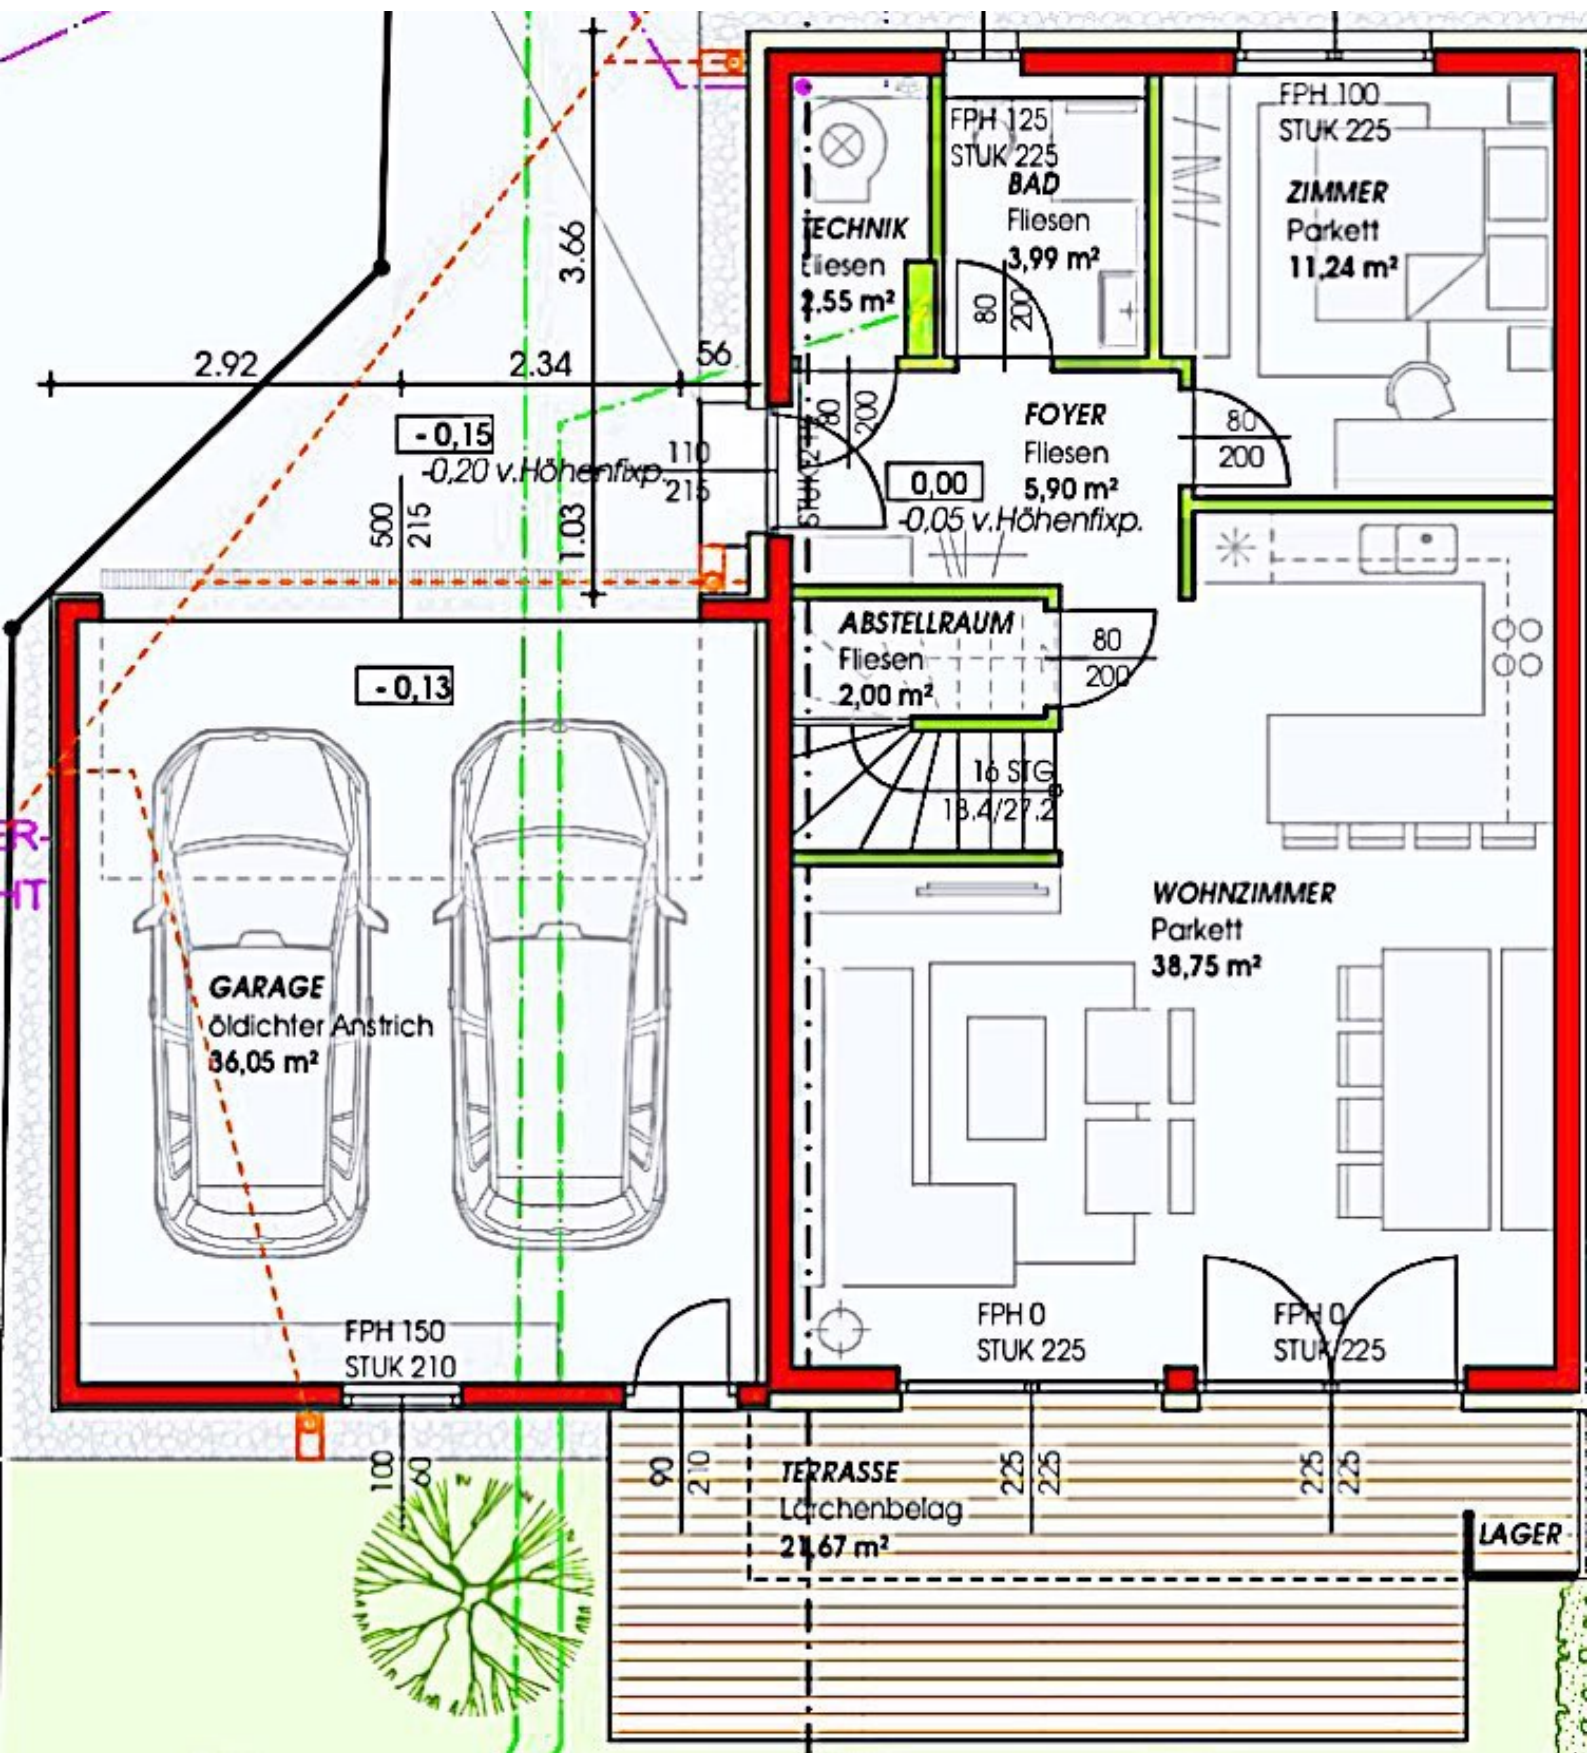 FPH 125
STUK 225
BAD
Fliesen
3,99 m²
80
200
FPH 100
STUK 225
ZIMMER
Parkett
11,24 m²
TECHNIK
Fliesen
2.55 m²
80
200
3.66
2.92
2.34
56
- 0,15
-0,20 v.Höhenfixp.
110
215
500
215
1.03
FOYER
Fliesen
5,90 m²
0,00
-0,05 v.Höhenfixp.
80
200
ABSTELLRAUM
Fliesen
2,00 m²
80
200
- 0,13
16 STG
18,4/27,2
ER-
HT
WOHNZIMMER
Parkett
38,75 m²
GARAGE
öldichter Anstrich
36,05 m²
FPH 150
STUK 210
FPH 0
STUK 225
FPH 0
STUK 225
100
60
90
210
225
225
225
225
TERRASSE
Lärchenbelag
21,67 m²
LAGER